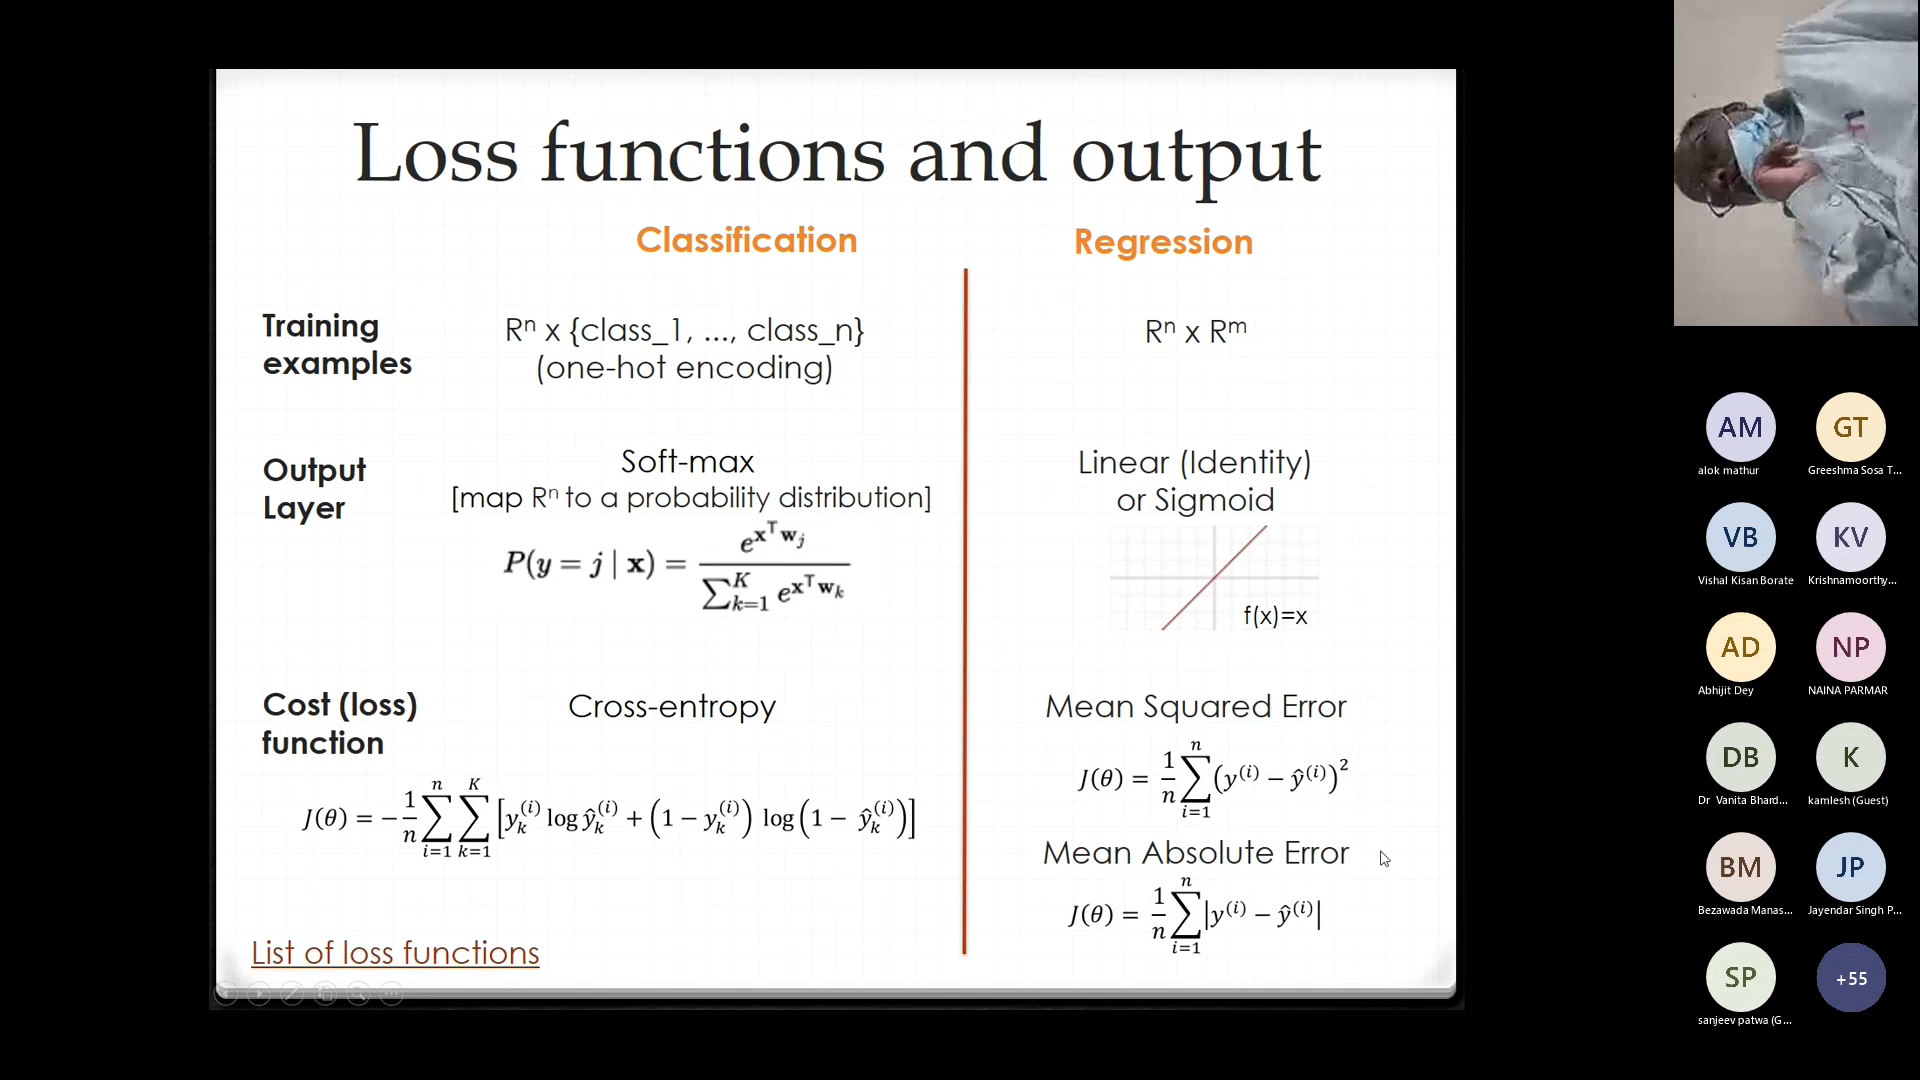 Loss functions and output
Classification
Regression
Training
examples
Rⁿ x {class_1, ..., class_n}
(one-hot encoding)
Rⁿ x Rᵐ
Output
Layer
Soft-max
[map Rⁿ to a probability distribution]
P(y = j | x) = e^{x^T w_j} / ∑_{k=1}^{K} e^{x^T w_k}
Linear (Identity)
or Sigmoid
f(x)=x
Cost (loss)
function
Cross-entropy
J(θ) = −1/n ∑_{i=1}^{n} ∑_{k=1}^{K} [y_k^{(i)} log ŷ_k^{(i)} + (1 − y_k^{(i)}) log(1 − ŷ_k^{(i)})]
Mean Squared Error
J(θ) = 1/n ∑_{i=1}^{n} (y^{(i)} − ŷ^{(i)})²
Mean Absolute Error
J(θ) = 1/n ∑_{i=1}^{n} |y^{(i)} − ŷ^{(i)}|
List of loss functions
AM
alok mathur
GT
Greeshma Sosa T...
VB
Vishal Kisan Borate
KV
Krishnamoorthy...
AD
Abhijit Dey
NP
NAINA PARMAR
DB
Dr Vanita Bhard...
K
kamlesh (Guest)
BM
Bezawada Manas...
JP
Jayendar Singh P...
SP
sanjeev patwa (G...
+55